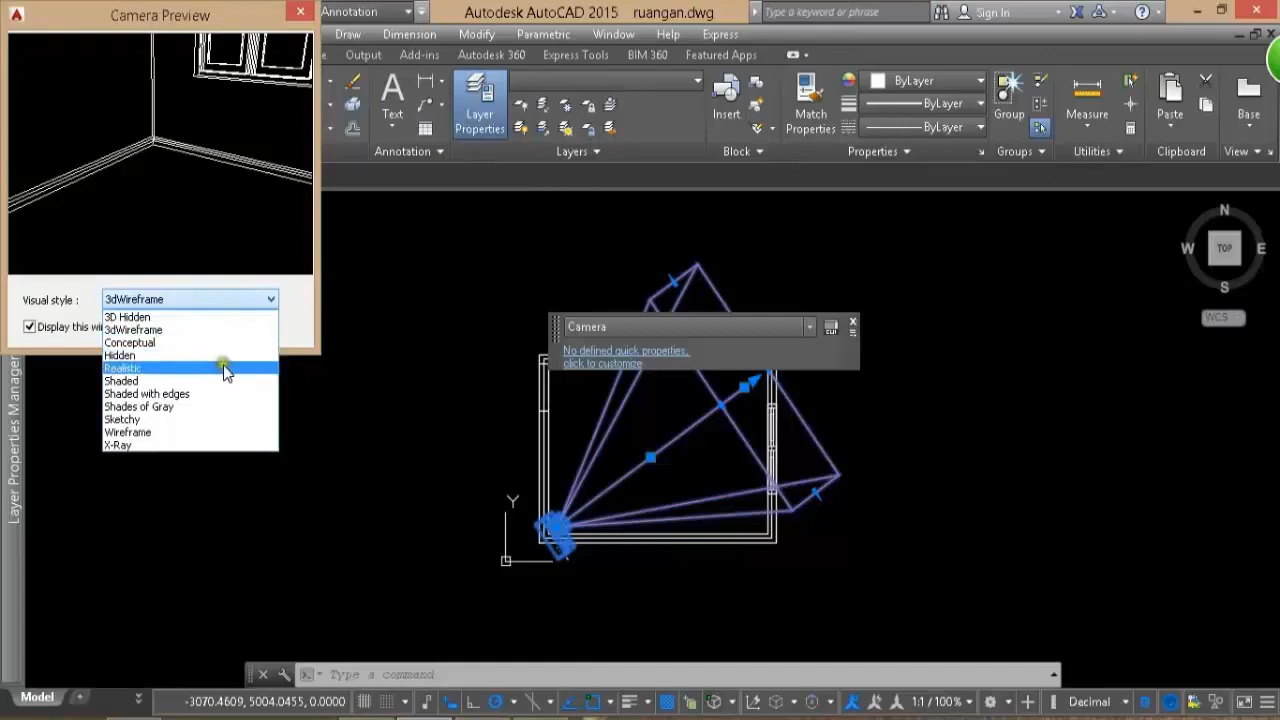 Camera Preview
Annotation
Autodesk AutoCAD 2015 ruangan.dwg
Type a keyword or phrase
Sign In
Draw Dimension Modify Parametric Window Help Express
Output Add-ins Autodesk 360 Express Tools BIM 360 Featured Apps
Text
Layer
Properties
Insert
Match
Properties
ByLayer
ByLayer
ByLayer
Group
Measure
Paste
Base
Annotation Layers Block Properties Groups Utilities Clipboard View
Visual style :
3dWireframe
Display this wi
3D Hidden
3dWireframe
Conceptual
Hidden
Realistic
Shaded
Shaded with edges
Shades of Gray
Sketchy
Wireframe
X-Ray
Layer Properties Manager
Camera
CUI
No defined quick properties,
click to customize
N
W TOP E
S
WCS
Y
Type a command
Model
-3070.4609, 5004.0455, 0.0000
1:1 / 100%
Decimal